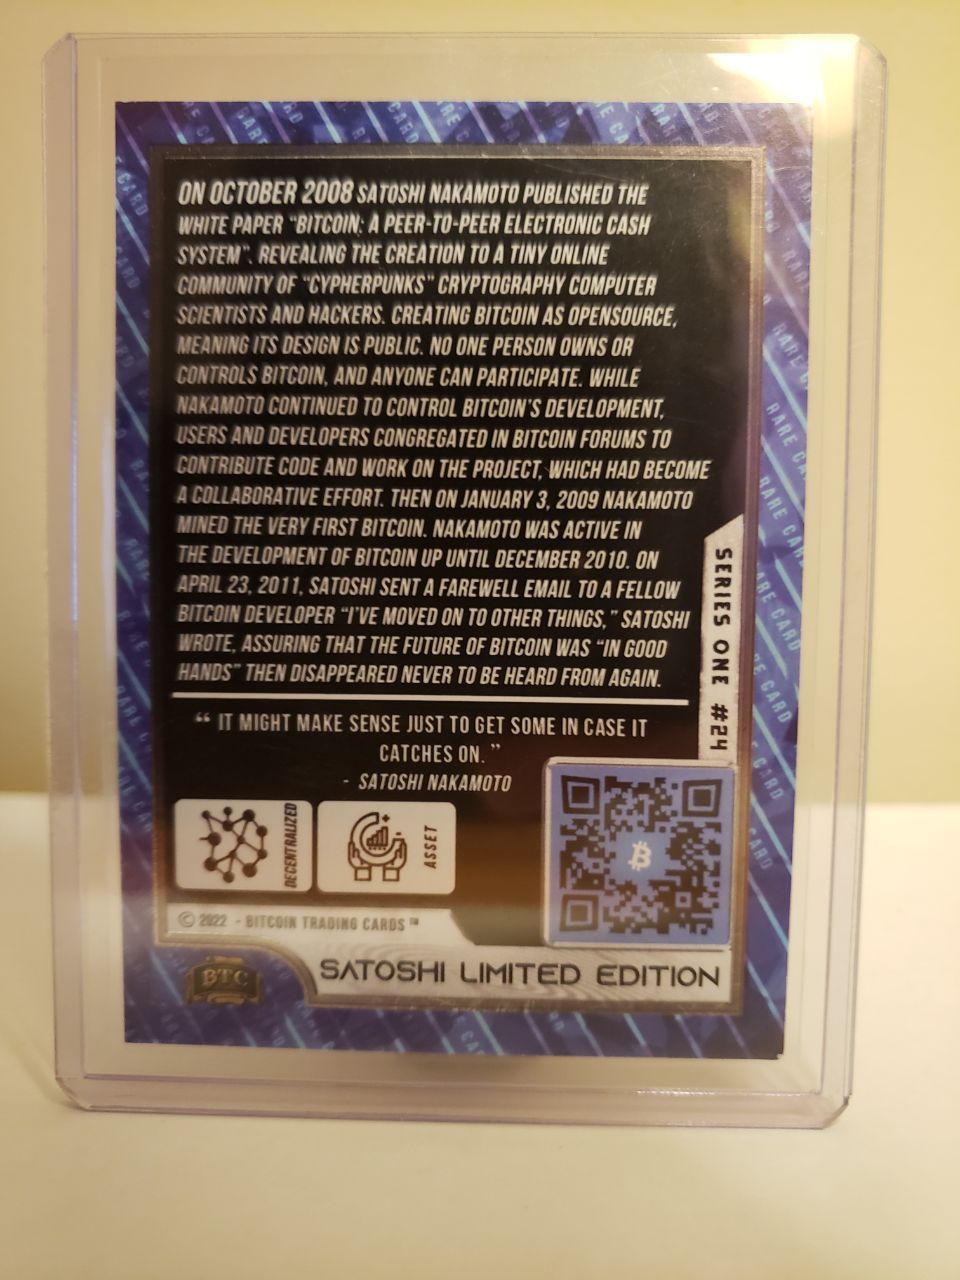 ON OCTOBER 2008 SATOSHI NAKAMOTO PUBLISHED THE
WHITE PAPER "BITCOIN: A PEER-TO-PEER ELECTRONIC CASH
SYSTEM". REVEALING THE CREATION TO A TINY ONLINE
COMMUNITY OF "CYPHERPUNKS" CRYPTOGRAPHY COMPUTER
SCIENTISTS AND HACKERS. CREATING BITCOIN AS OPENSOURCE,
MEANING ITS DESIGN IS PUBLIC. NO ONE PERSON OWNS OR
CONTROLS BITCOIN, AND ANYONE CAN PARTICIPATE. WHILE
NAKAMOTO CONTINUED TO CONTROL BITCOIN'S DEVELOPMENT,
USERS AND DEVELOPERS CONGREGATED IN BITCOIN FORUMS TO
CONTRIBUTE CODE AND WORK ON THE PROJECT, WHICH HAD BECOME
A COLLABORATIVE EFFORT. THEN ON JANUARY 3, 2009 NAKAMOTO
MINED THE VERY FIRST BITCOIN. NAKAMOTO WAS ACTIVE IN
THE DEVELOPMENT OF BITCOIN UP UNTIL DECEMBER 2010. ON
APRIL 23, 2011, SATOSHI SENT A FAREWELL EMAIL TO A FELLOW
BITCOIN DEVELOPER "I'VE MOVED ON TO OTHER THINGS," SATOSHI
WROTE, ASSURING THAT THE FUTURE OF BITCOIN WAS "IN GOOD
HANDS" THEN DISAPPEARED NEVER TO BE HEARD FROM AGAIN.
SERIES ONE #24
" IT MIGHT MAKE SENSE JUST TO GET SOME IN CASE IT
CATCHES ON. "
- SATOSHI NAKAMOTO
DECENTRALIZED
ASSET
© 2022 - BITCOIN TRADING CARDS™
BTC
SATOSHI LIMITED EDITION
RARE CARD